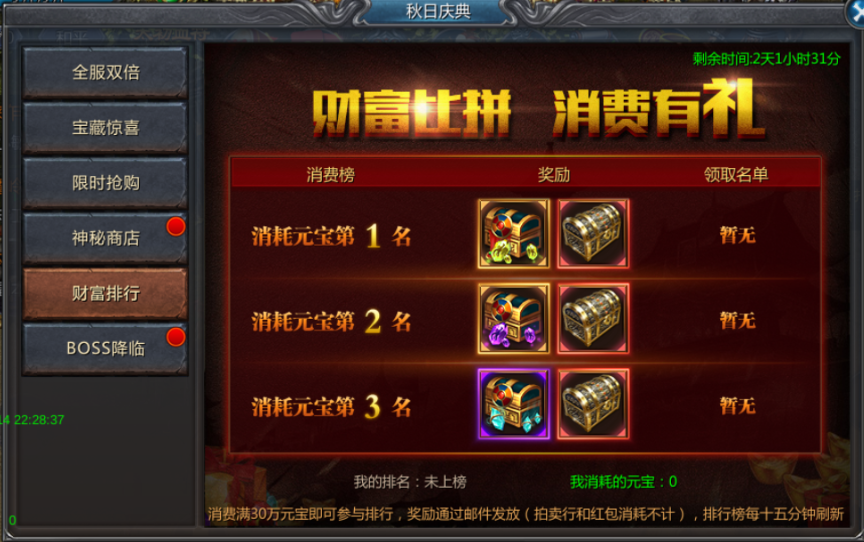 秋日庆典
剩余时间:2天1小时31分
全服双倍
宝藏惊喜
限时抢购
神秘商店
财富排行
BOSS降临
财富比拼 消费有礼
消费榜 奖励 领取名单
消耗元宝第 1 名 暂无
消耗元宝第 2 名 暂无
消耗元宝第 3 名 暂无
14 22:28:37
我的排名：未上榜 我消耗的元宝：0
消费满30万元宝即可参与排行，奖励通过邮件发放（拍卖行和红包消耗不计），排行榜每十五分钟刷新
0